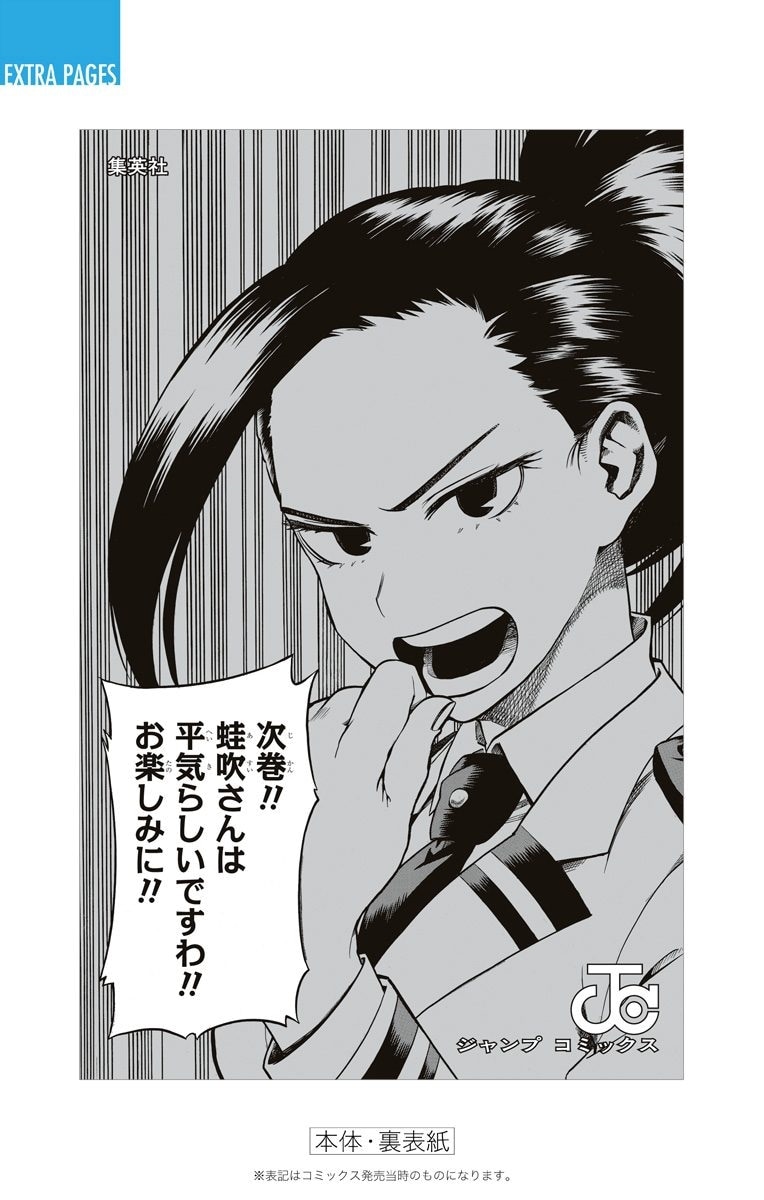 EXTRA PAGES
集英社
次巻!!
蛙吹さんは
平気らしいですわ!!
お楽しみに!!
ジャンプ コミックス
本体・裏表紙
※表記はコミックス発売当時のものになります。